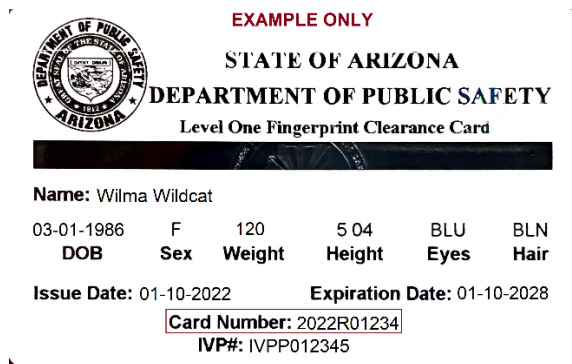 EXAMPLE ONLY
DEPARTMENT OF PUBLIC SAFETY
ARIZONA
STATE OF ARIZONA
DEPARTMENT OF PUBLIC SAFETY
Level One Fingerprint Clearance Card
Name: Wilma Wildcat
03-01-1986 F 120 5 04 BLU BLN
DOB Sex Weight Height Eyes Hair
Issue Date: 01-10-2022 Expiration Date: 01-10-2028
Card Number: 2022R01234
IVP#: IVPP012345